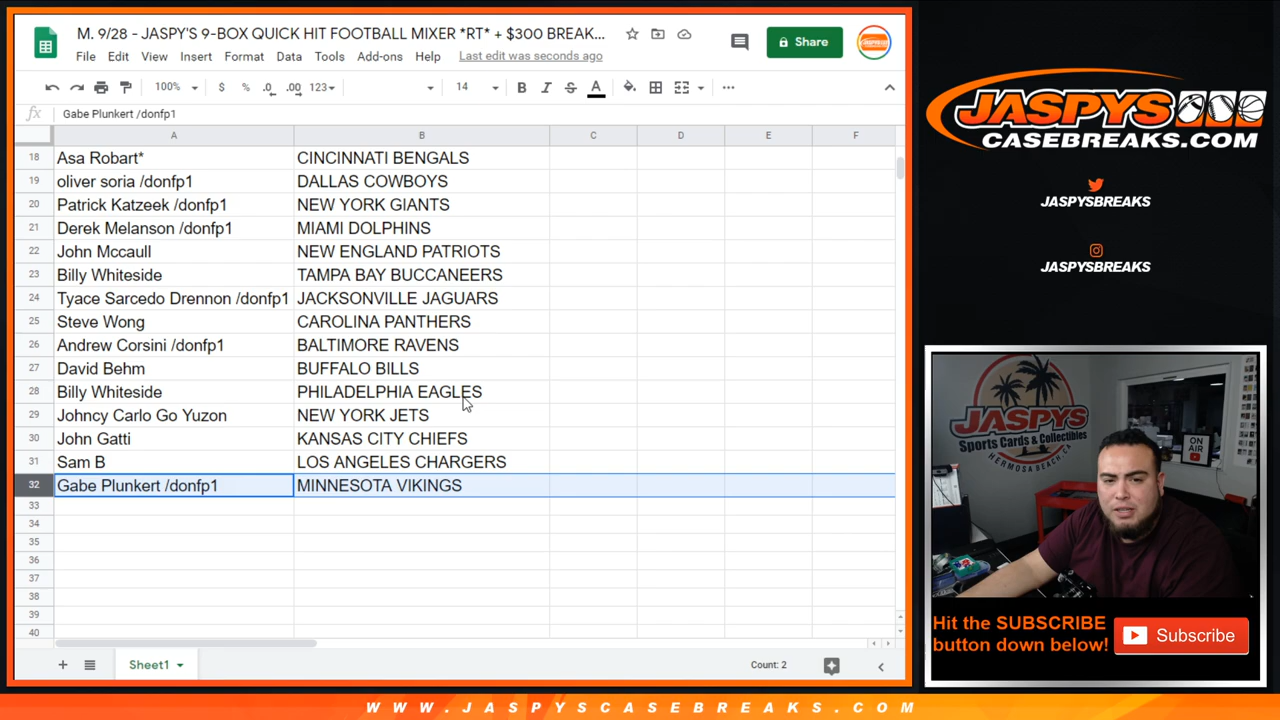 M. 9/28 - JASPY'S 9-BOX QUICK HIT FOOTBALL MIXER *RT* + $300 BREAK...
File Edit View Insert Format Data Tools Add-ons Help Last edit was seconds ago
Share
100% $ % .0 .00 123 14 B I S A
fx Gabe Plunkert /donfp1
A B C D E F
18 Asa Robart* CINCINNATI BENGALS
19 oliver soria /donfp1 DALLAS COWBOYS
20 Patrick Katzeek /donfp1 NEW YORK GIANTS
21 Derek Melanson /donfp1 MIAMI DOLPHINS
22 John Mccaull NEW ENGLAND PATRIOTS
23 Billy Whiteside TAMPA BAY BUCCANEERS
24 Tyace Sarcedo Drennon /donfp1 JACKSONVILLE JAGUARS
25 Steve Wong CAROLINA PANTHERS
26 Andrew Corsini /donfp1 BALTIMORE RAVENS
27 David Behm BUFFALO BILLS
28 Billy Whiteside PHILADELPHIA EAGLES
29 Johncy Carlo Go Yuzon NEW YORK JETS
30 John Gatti KANSAS CITY CHIEFS
31 Sam B LOS ANGELES CHARGERS
32 Gabe Plunkert /donfp1 MINNESOTA VIKINGS
33
34
35
36
37
38
39
40
Sheet1
Count: 2
JASPYS
CASEBREAKS.COM
JASPYSBREAKS
JASPYSBREAKS
JASPYS
Sports Cards & Collectibles
HERMOSA BEACH, CA
ON AIR
Hit the SUBSCRIBE
button down below!
Subscribe
WWW.JASPYSCASEBREAKS.COM